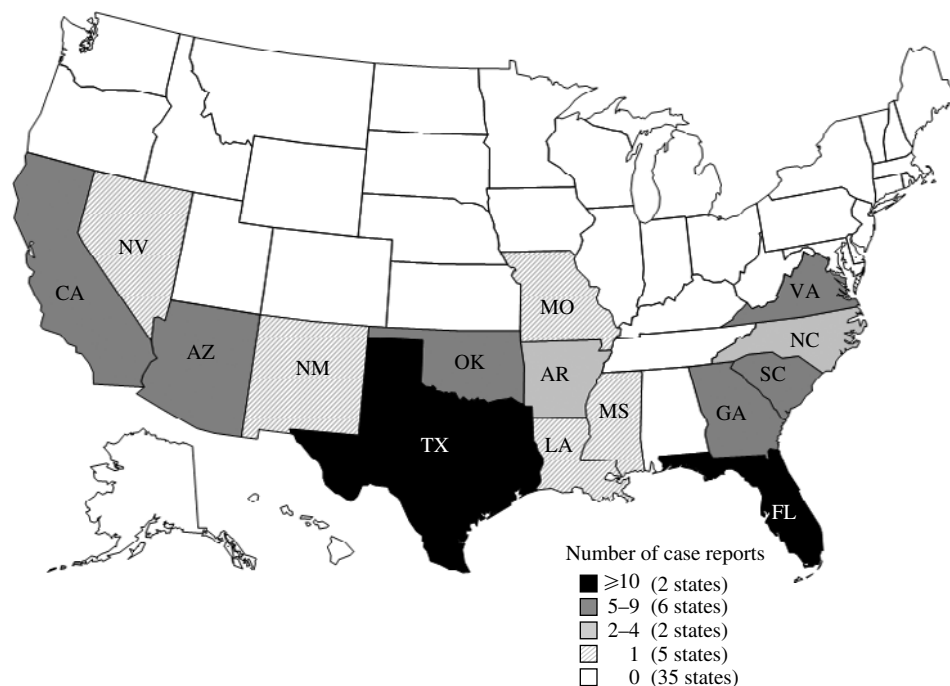 NV
CA
MO
VA
NC
AZ
NM
OK
AR
SC
MS
GA
TX
LA
FL
Number of case reports
⩾10 (2 states)
5–9 (6 states)
2–4 (2 states)
1 (5 states)
0 (35 states)